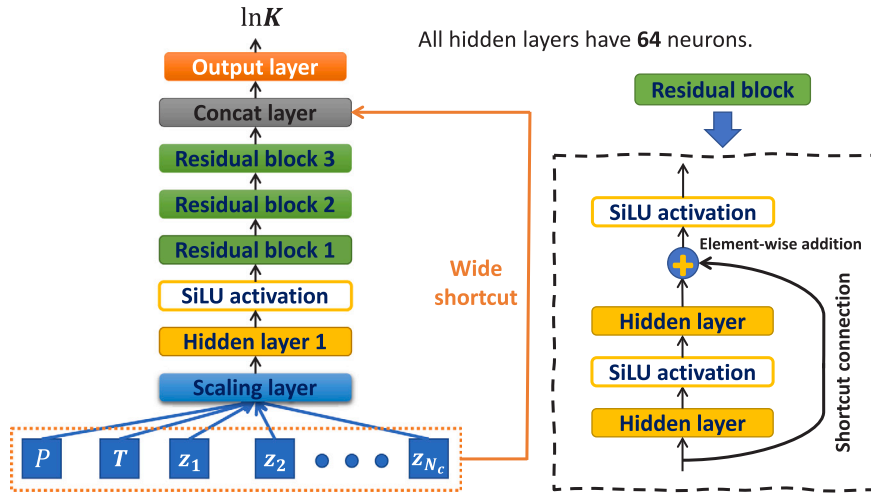 lnK
All hidden layers have 64 neurons.
Output layer
Concat layer
Residual block 3
Residual block 2
Residual block 1
SiLU activation
Hidden layer 1
Scaling layer
P T z₁ z₂ ● ● ● z_{N_c}
Wide
shortcut
Residual block
SiLU activation
Element-wise addition
+
Hidden layer
SiLU activation
Hidden layer
Shortcut connection